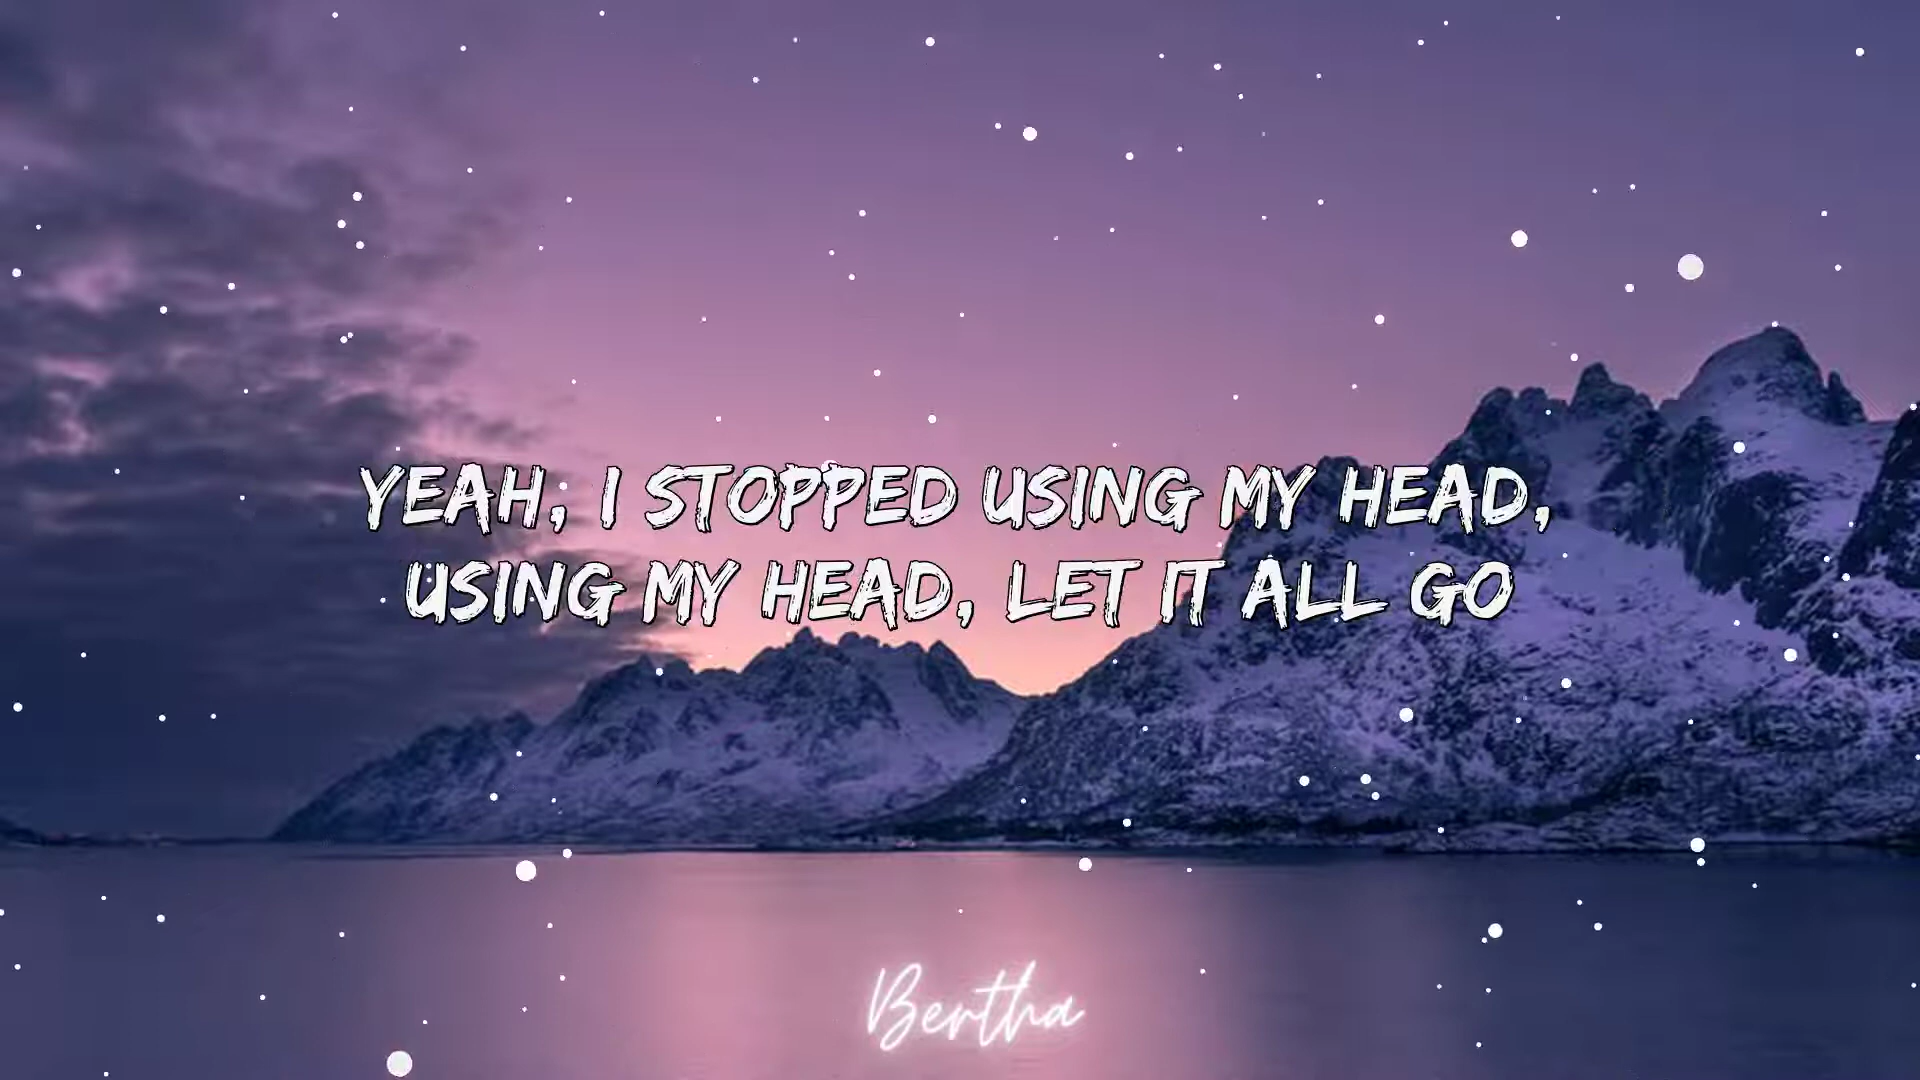 YEAH, I STOPPED USING MY HEAD,
USING MY HEAD, LET IT ALL GO
Bertha